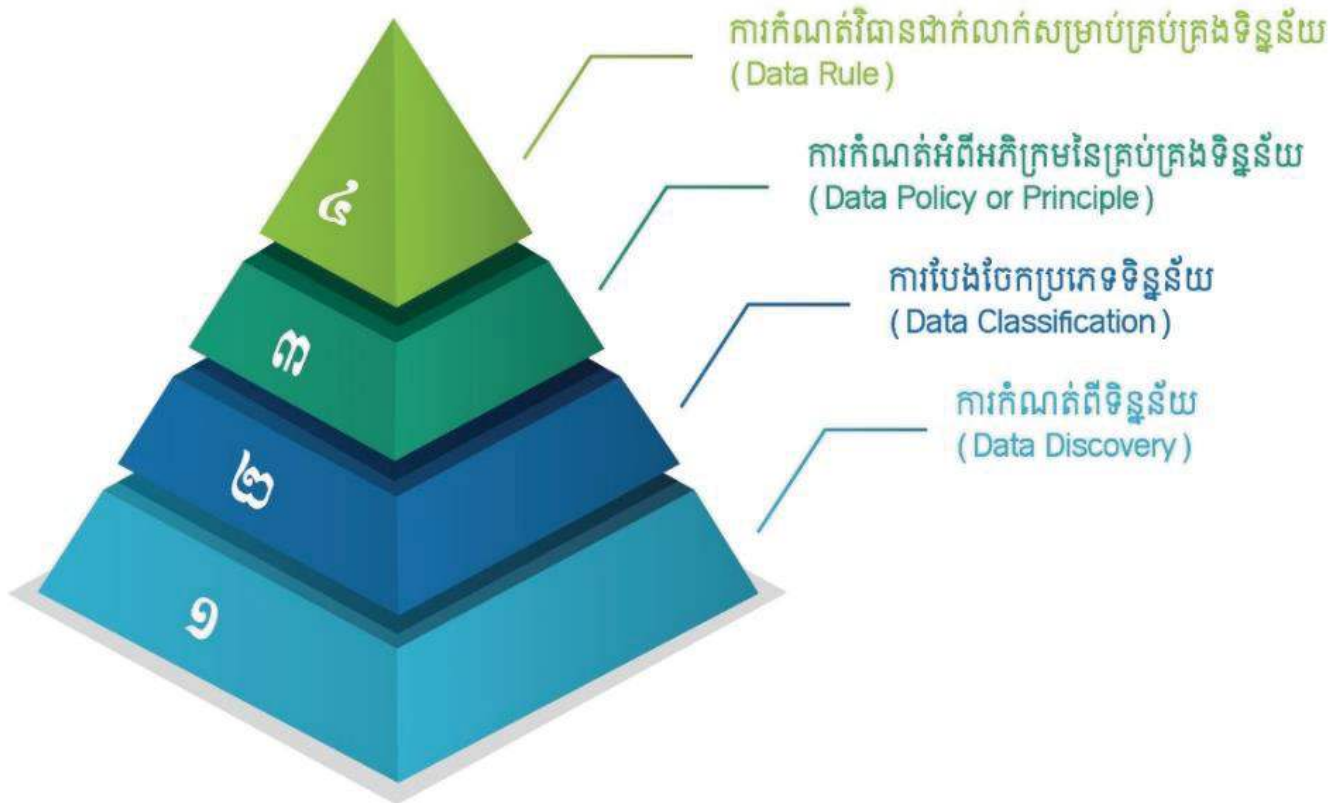 ការកំណត់វិធានជាក់លាក់សម្រាប់គ្រប់គ្រងទិន្នន័យ
(Data Rule)
៤
ការកំណត់អំពីអភិក្រមនៃគ្រប់គ្រងទិន្នន័យ
(Data Policy or Principle)
៣
ការបែងចែកប្រភេទទិន្នន័យ
(Data Classification)
២
ការកំណត់ពីទិន្នន័យ
(Data Discovery)
១